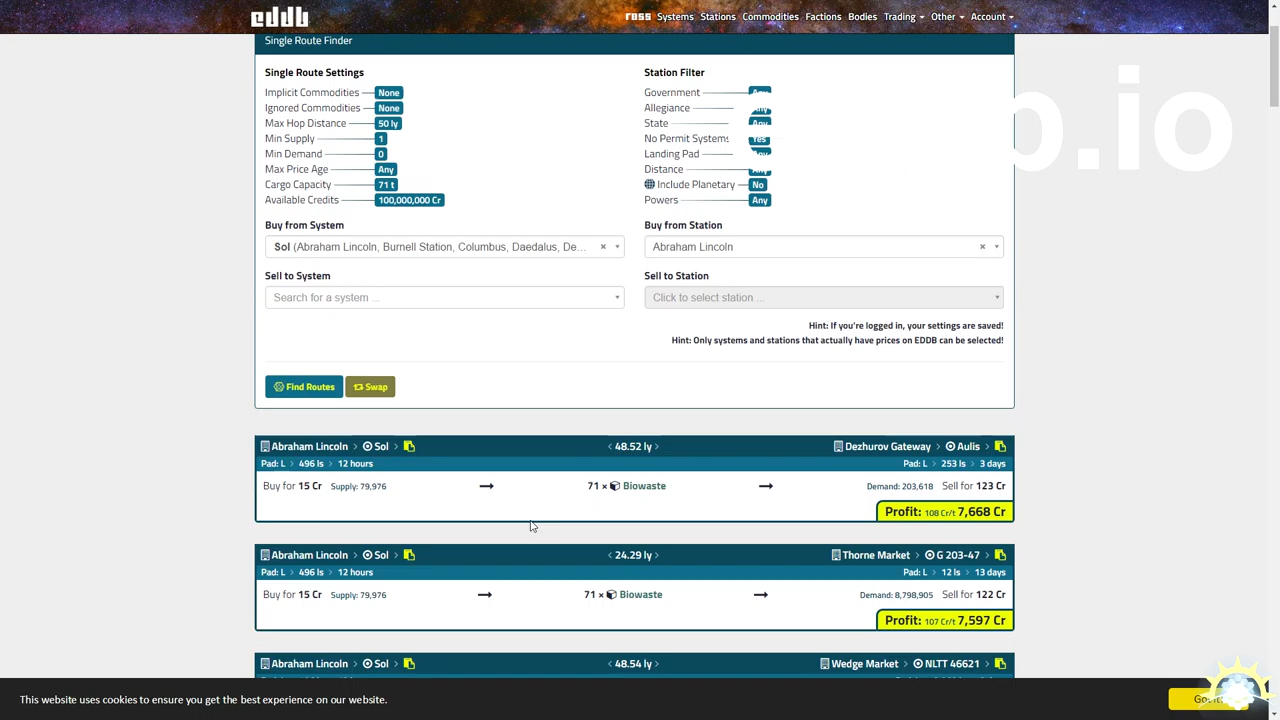 eddb
ross Systems Stations Commodities Factions Bodies Trading Other Account
Single Route Finder
Single Route Settings
Implicit Commodities None
Ignored Commodities None
Max Hop Distance 50 ly
Min Supply 1
Min Demand 0
Max Price Age Any
Cargo Capacity 71 t
Available Credits 100,000,000 Cr
Station Filter
Government Any
Allegiance Any
State Any
No Permit Systems Yes
Landing Pad Any
Distance Any
Include Planetary No
Powers Any
b.io
Buy from System
Sol (Abraham Lincoln, Burnell Station, Columbus, Daedalus, De... ×
Buy from Station
Abraham Lincoln ×
Sell to System
Search for a system ...
Sell to Station
Click to select station ...
Hint: If you're logged in, your settings are saved!
Hint: Only systems and stations that actually have prices on EDDB can be selected!
Find Routes Swap
Abraham Lincoln > Sol > < 48.52 ly > Dezhurov Gateway > Aulis >
Pad: L > 496 ls > 12 hours Pad: L > 253 ls > 3 days
Buy for 15 Cr Supply: 79,976 → 71 × Biowaste → Demand: 203,618 Sell for 123 Cr
Profit: 108 Cr/t 7,668 Cr
Abraham Lincoln > Sol > < 24.29 ly > Thorne Market > G 203-47 >
Pad: L > 496 ls > 12 hours Pad: L > 12 ls > 13 days
Buy for 15 Cr Supply: 79,976 → 71 × Biowaste → Demand: 8,798,905 Sell for 122 Cr
Profit: 107 Cr/t 7,597 Cr
Abraham Lincoln > Sol > < 48.54 ly > Wedge Market > NLTT 46621 >
This website uses cookies to ensure you get the best experience on our website.